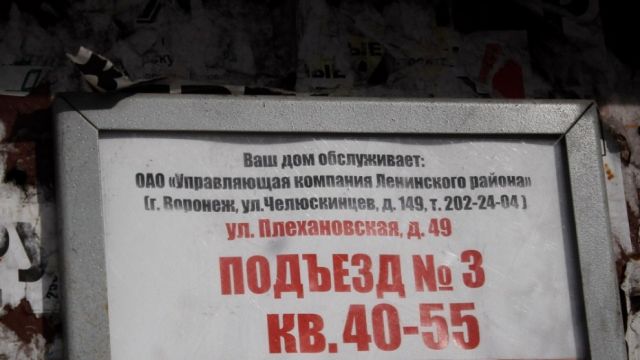 Ваш дом обслуживает:
ОАО «Управляющая компания Ленинского района»
(г. Воронеж, ул.Челюскинцев, д. 149, т. 202-24-04)
ул. Плехановская, д. 49
ПОДЪЕЗД № 3
КВ.40-55